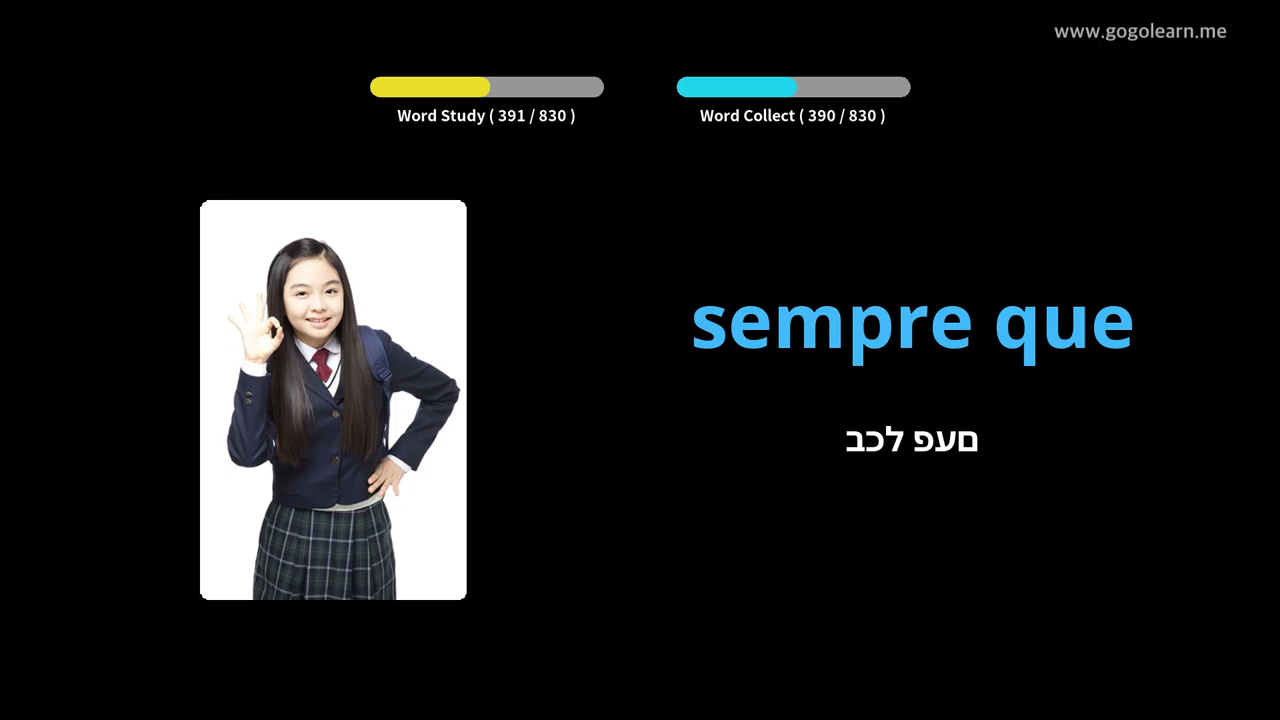 www.gogolearn.me
Word Study ( 391 / 830 )
Word Collect ( 390 / 830 )
sempre que
םעפ לכב